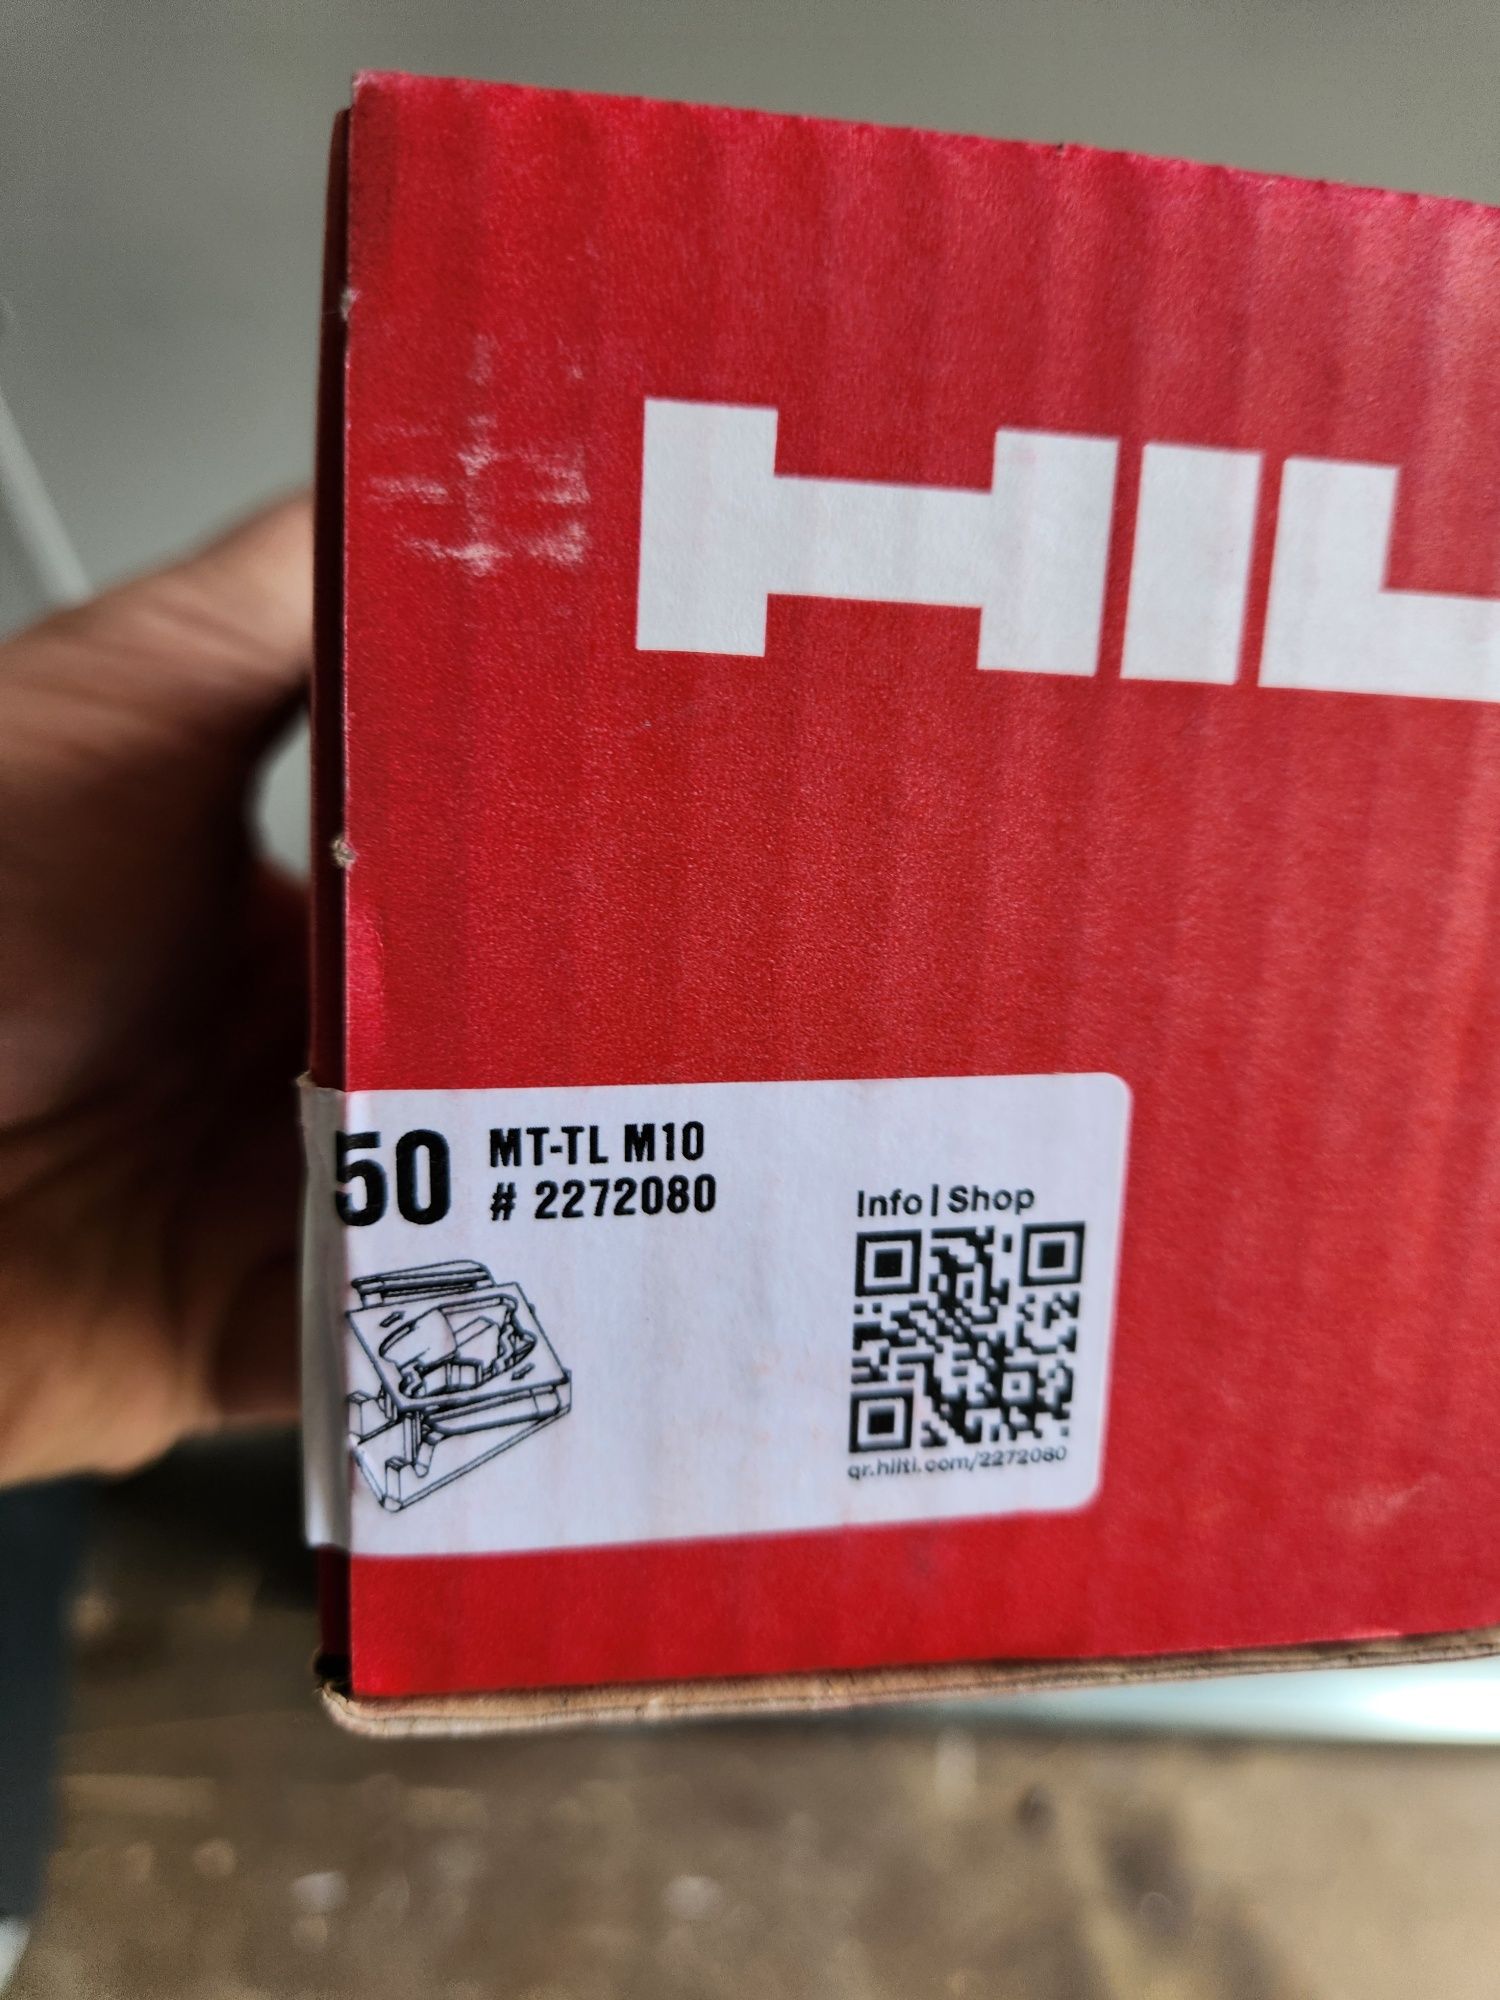 HIL
50
MT-TL M10
# 2272080
Info|Shop
qr.hilti.com/2272080